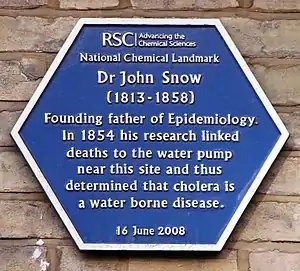 RSC | Advancing the
Chemical Sciences
National Chemical Landmark
Dr John Snow
(1813-1858)
Founding father of Epidemiology.
In 1854 his research linked
deaths to the water pump
near this site and thus
determined that cholera is
a water borne disease.
16 June 2008